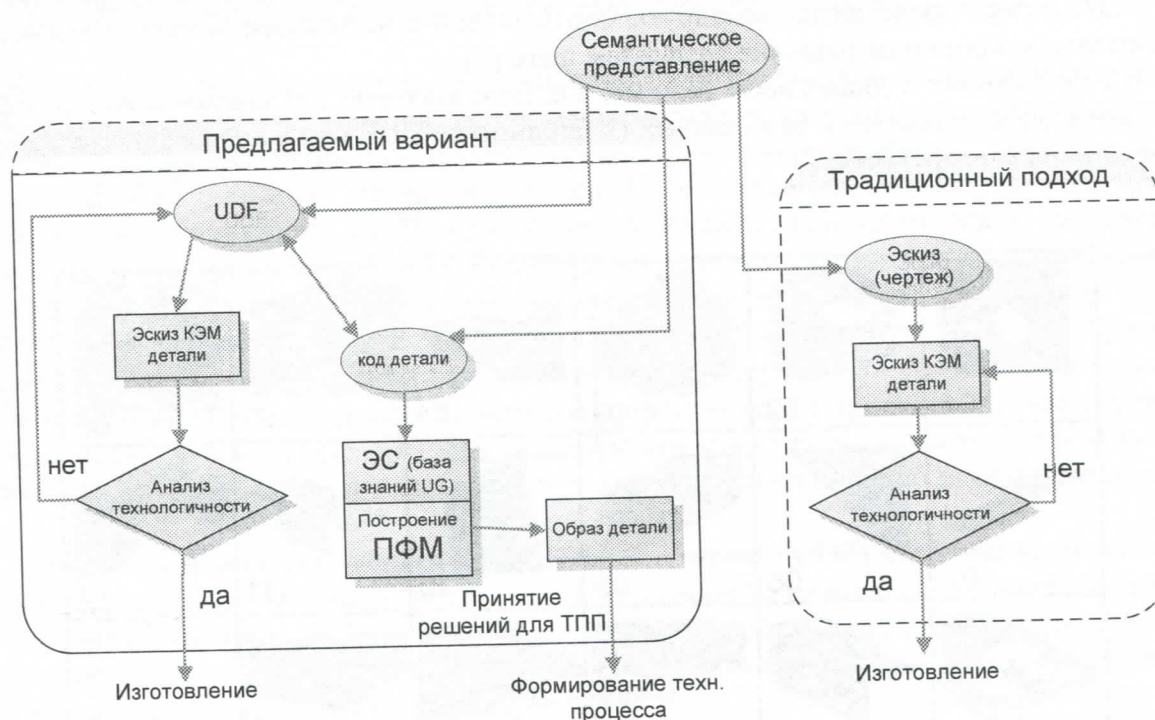 Семантическое
представление
Предлагаемый вариант
UDF
Эскиз КЭМ
детали
код детали
нет
Анализ
технологичности
ЭС (база
знаний UG)
Построение
ПФМ
Образ детали
да
Принятие
решений для ТПП
Изготовление
Формирование техн.
процесса
Традиционный подход
Эскиз
(чертеж)
Эскиз КЭМ
детали
нет
Анализ
технологичности
да
Изготовление